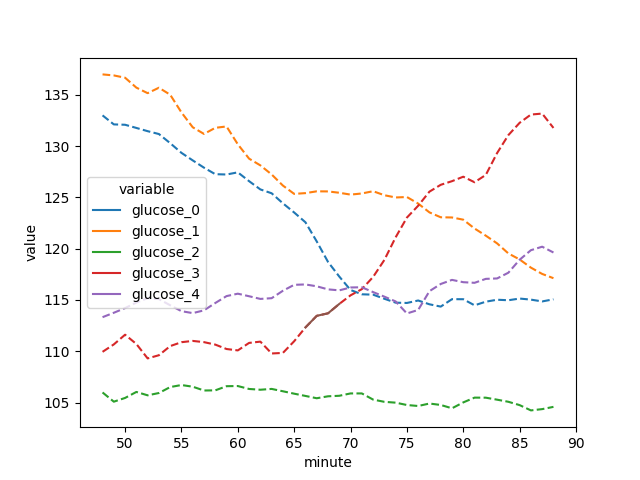 135
130
125
120
115
110
105
value
variable
glucose_0
glucose_1
glucose_2
glucose_3
glucose_4
50 55 60 65 70 75 80 85 90
minute